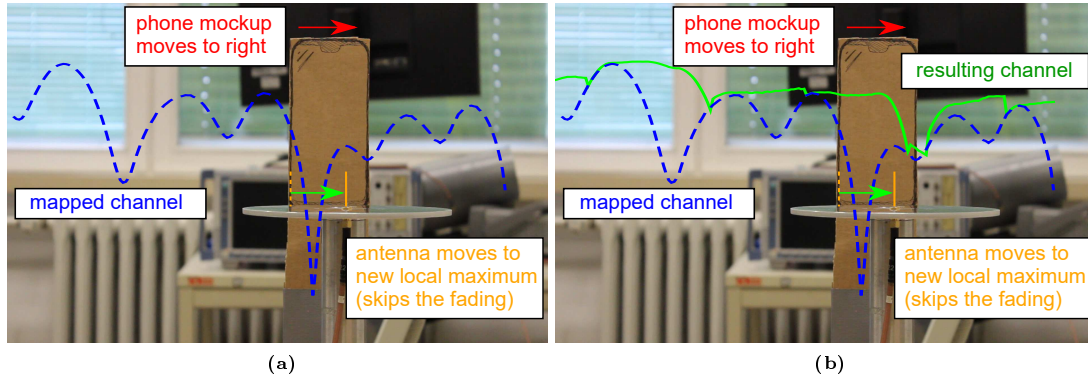 phone mockup
moves to right
mapped channel
antenna moves to
new local maximum
(skips the fading)
(a)
phone mockup
moves to right
resulting channel
mapped channel
antenna moves to
new local maximum
(skips the fading)
(b)